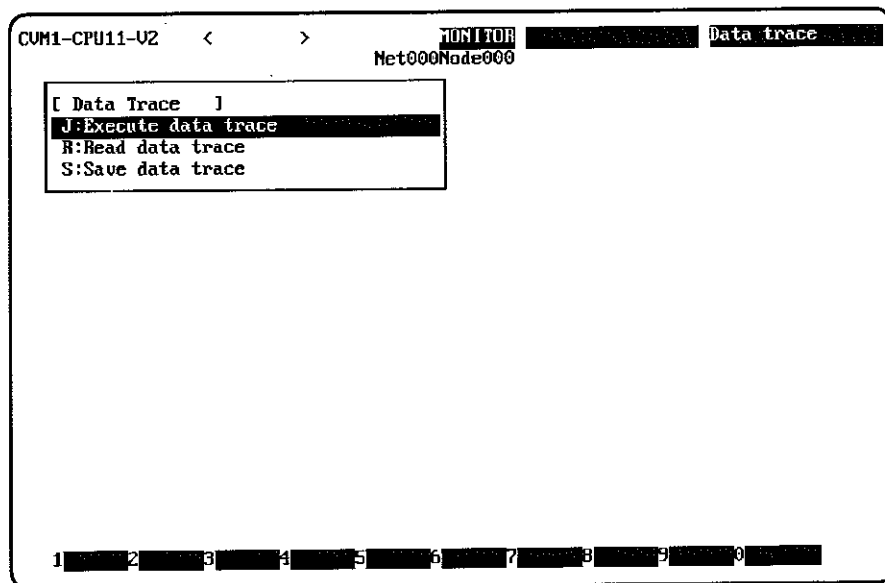 CVM1-CPU11-V2 < > MONITOR Data trace
Net000Node000
[ Data Trace ]
J:Execute data trace
R:Read data trace
S:Save data trace
1 2 3 4 5 6 7 8 9 0